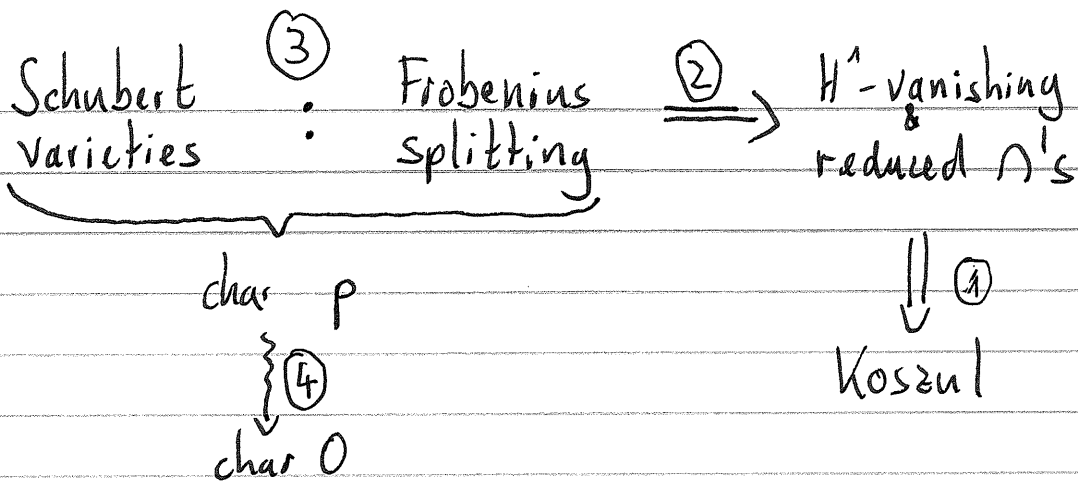 ③
Schubert : Frobenius ② ⟹ H¹-vanishing
&
varieties splitting reduced ∩'s
char p ⇓ ①
④ Koszul
char 0